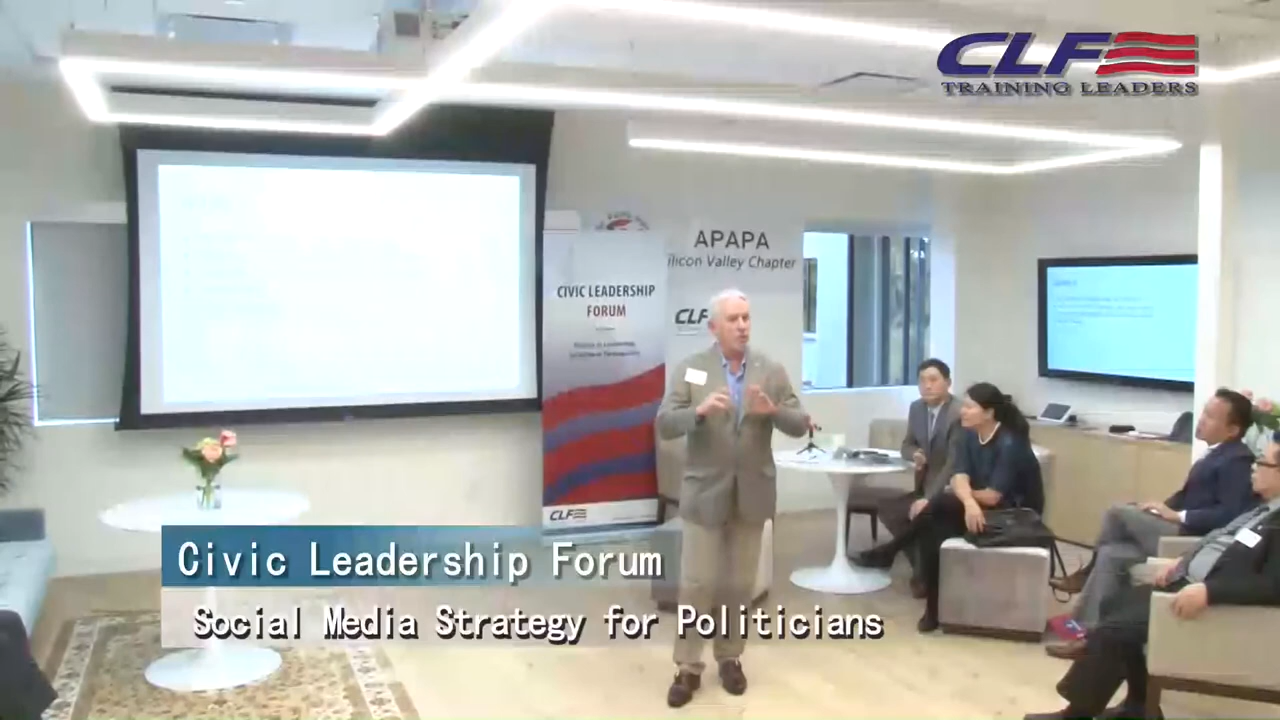 CLF
TRAINING LEADERS
APAPA
ilicon Valley Chapter
CIVIC LEADERSHIP
FORUM
CLF
CLF
Civic Leadership Forum
Social Media Strategy for Politicians